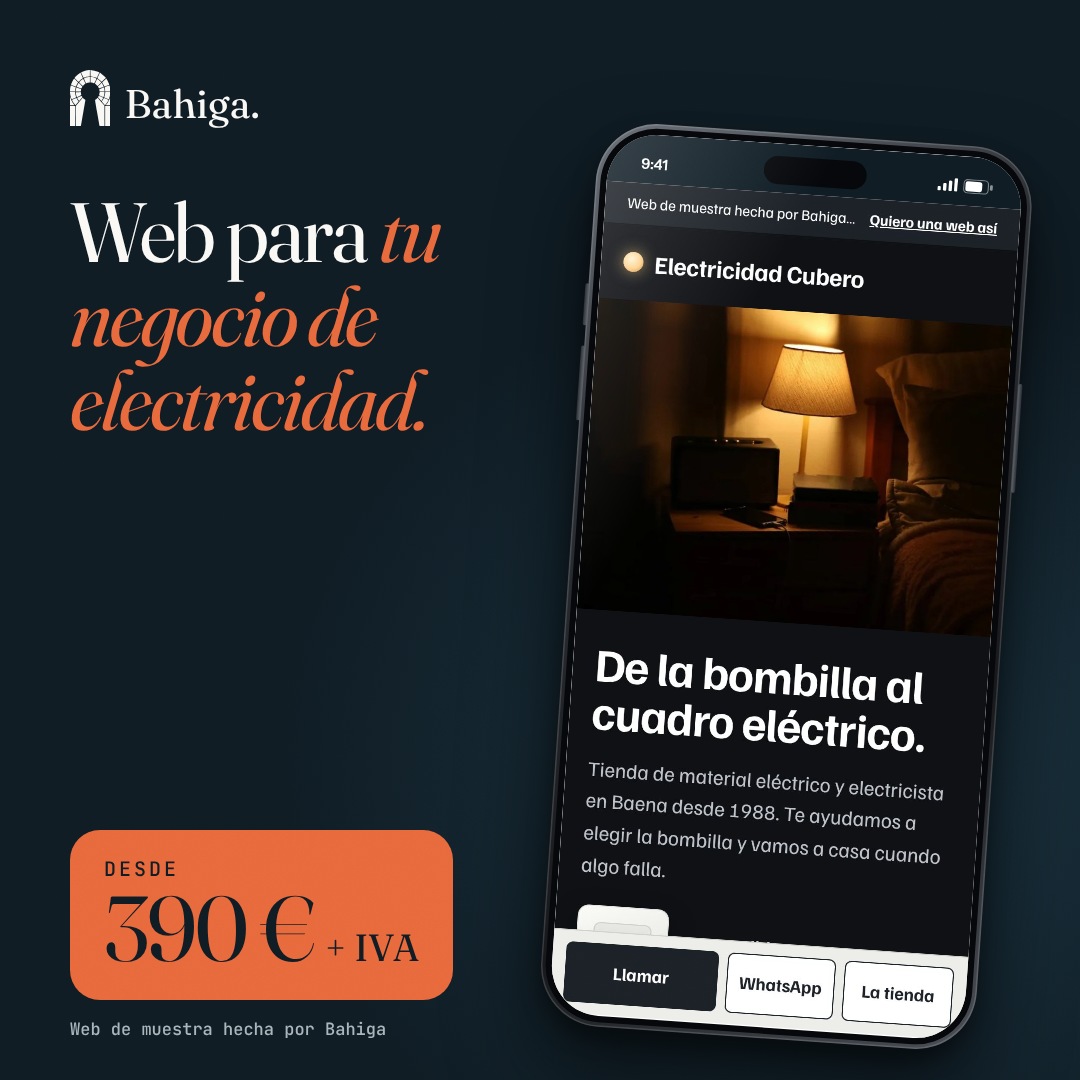 Bahiga.
Web para tu
negocio de
electricidad.
DESDE
390 € + IVA
Web de muestra hecha por Bahiga
9:41
Web de muestra hecha por Bahiga... Quiero una web así
Electricidad Cubero
De la bombilla al
cuadro eléctrico.
Tienda de material eléctrico y electricista
en Baena desde 1988. Te ayudamos a
elegir la bombilla y vamos a casa cuando
algo falla.
Llamar
WhatsApp
La tienda